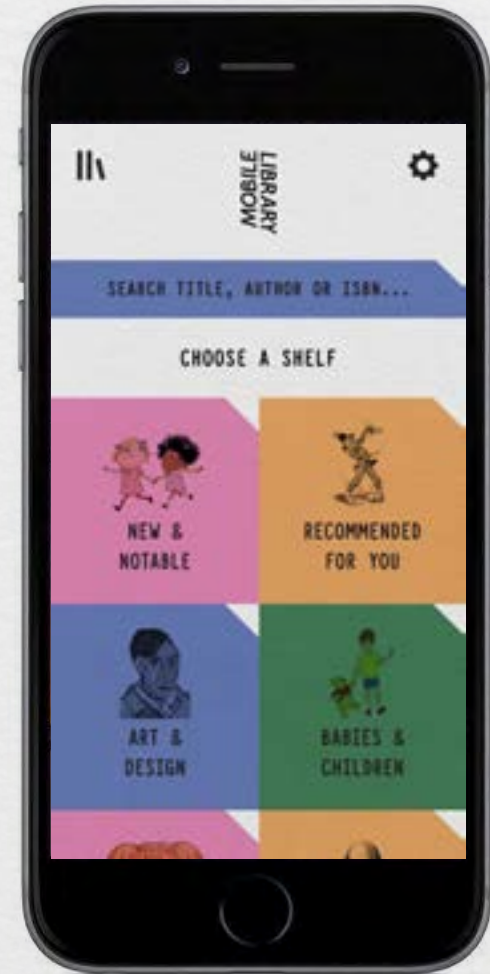 MOBILE
LIBRARY
SEARCH TITLE, AUTHOR OR ISBN...
CHOOSE A SHELF
NEW &
NOTABLE
RECOMMENDED
FOR YOU
ART &
DESIGN
BABIES &
CHILDREN